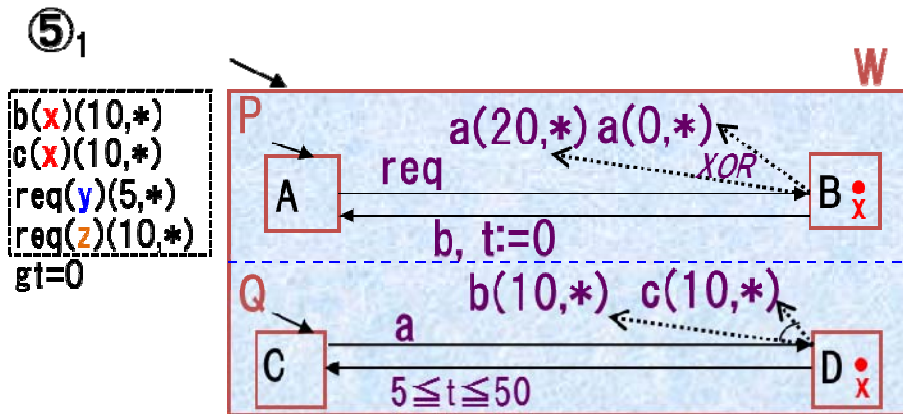 ⑤1
W
b(x)(10,*)
c(x)(10,*)
req(y)(5,*)
req(z)(10,*)
gt=0
P
a(20,*) a(0,*)
XOR
req
A
B
x
b, t:=0
Q
b(10,*) c(10,*)
a
C
D
x
5≦t≦50